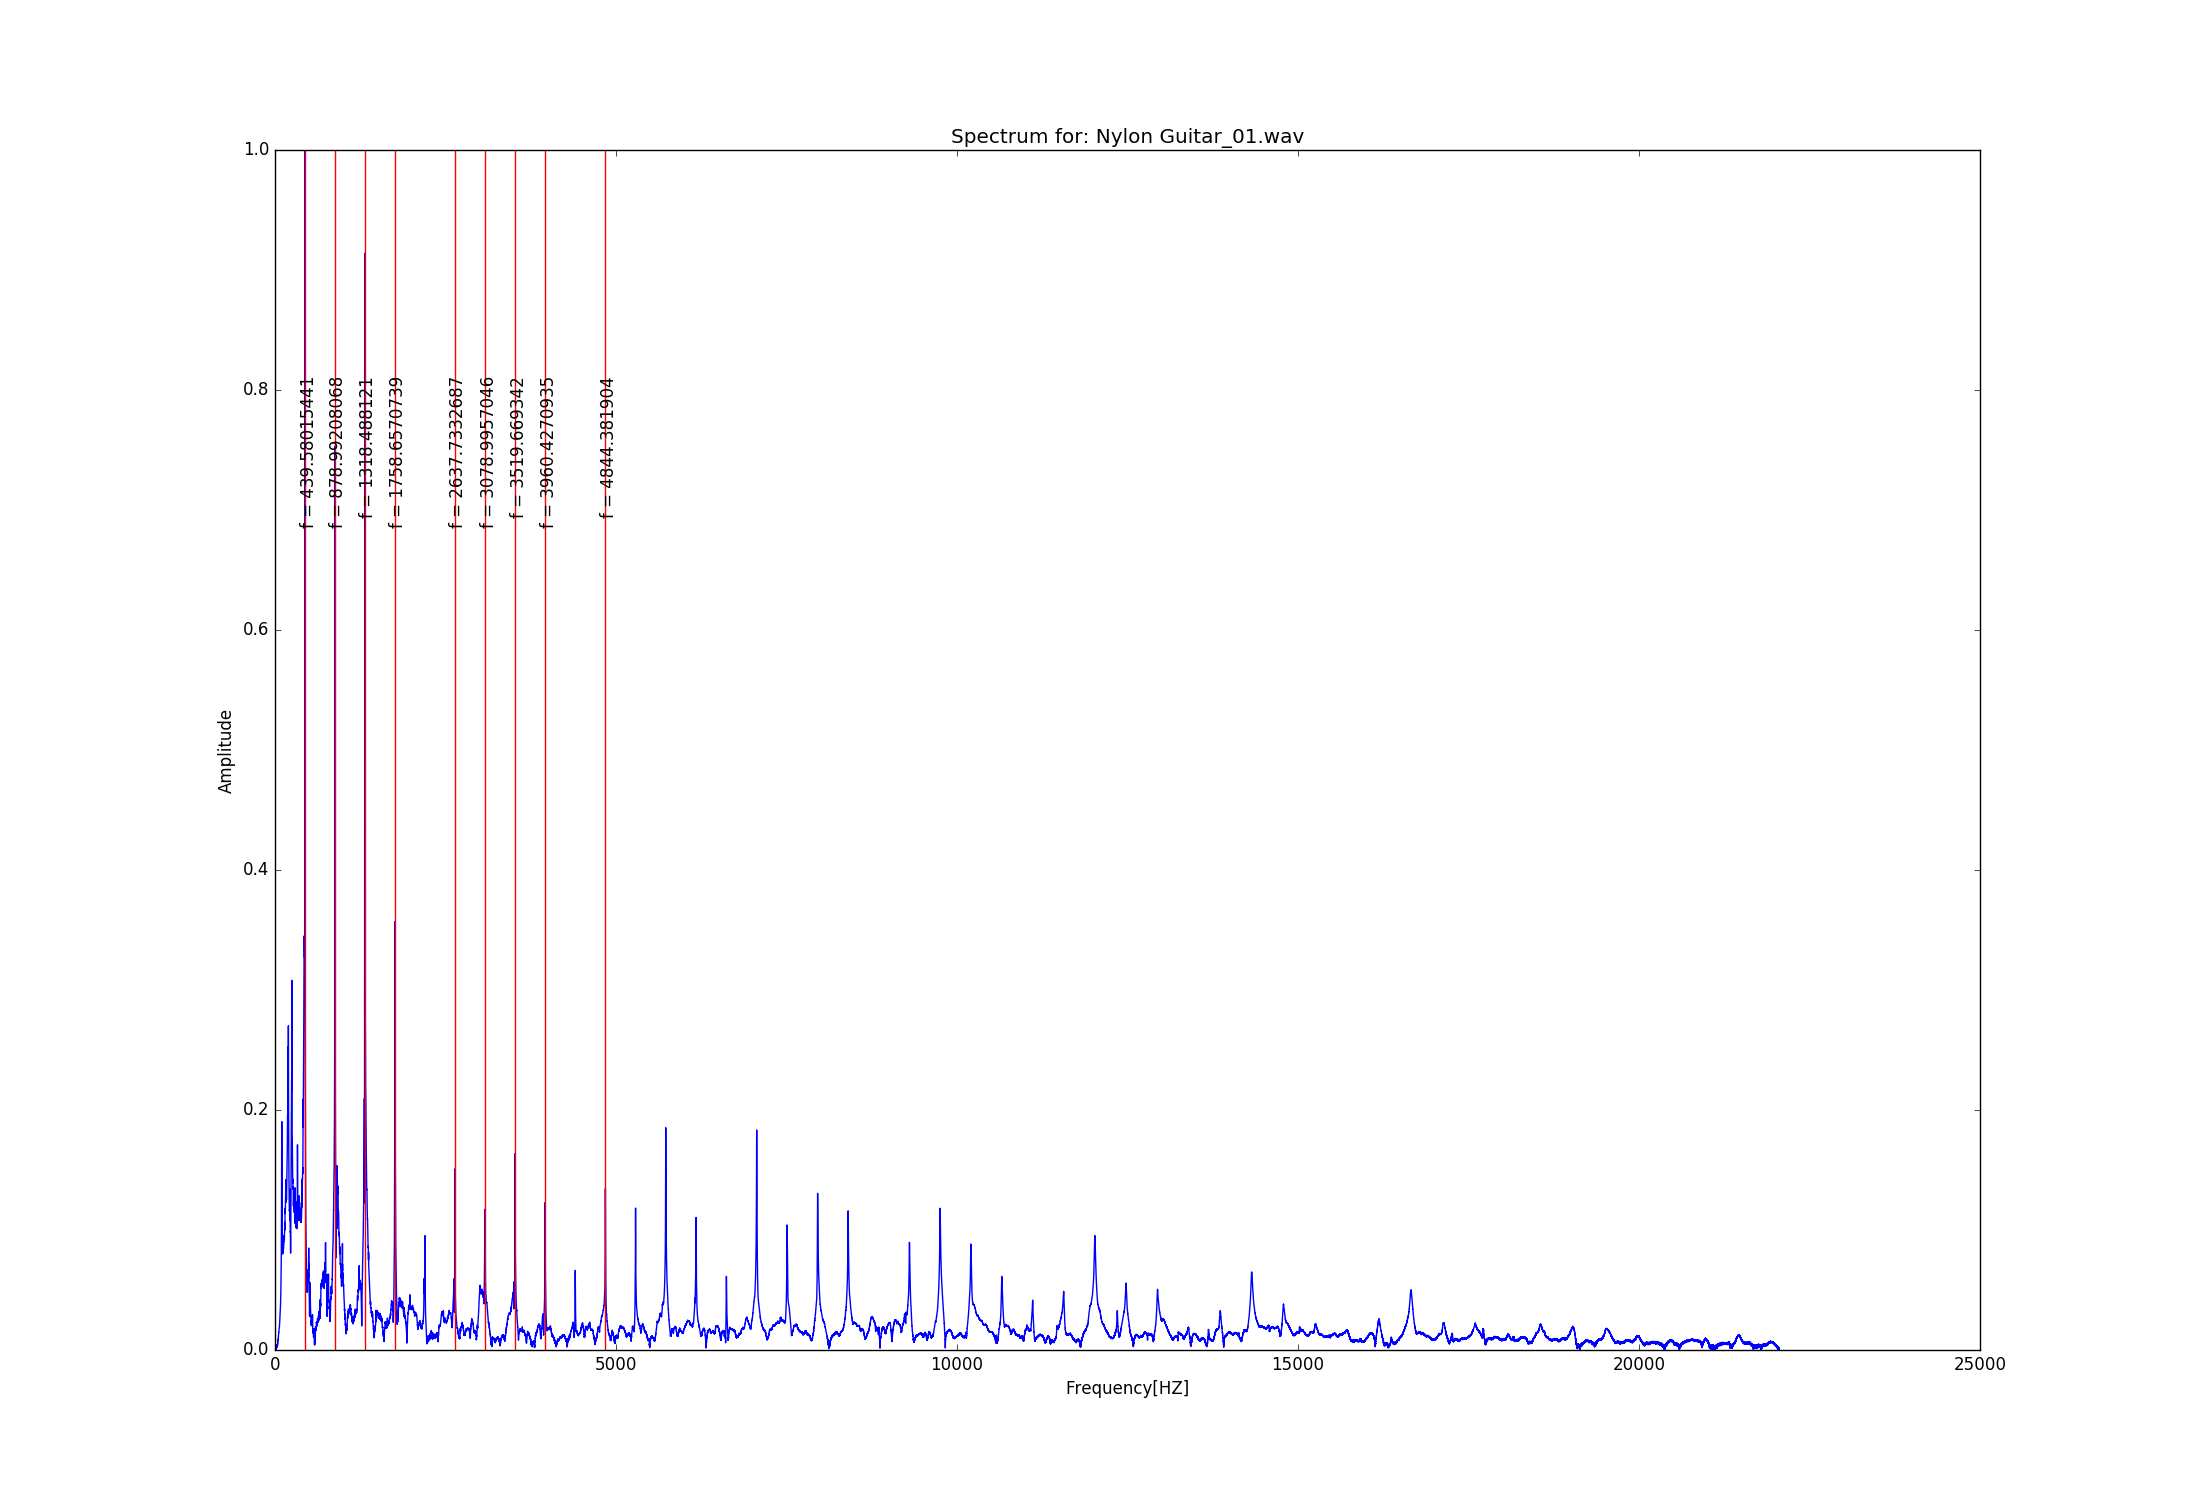 Spectrum for: Nylon Guitar_01.wav
1.0
0.8
0.6
0.4
0.2
0.0
Amplitude
f = 439.58015441
f = 878.99208068
f = 1318.488121
f = 1758.6570739
f = 2637.7332687
f = 3078.9957046
f = 3519.669342
f = 3960.4270935
f = 4844.381904
0 5000 10000 15000 20000 25000
Frequency[HZ]